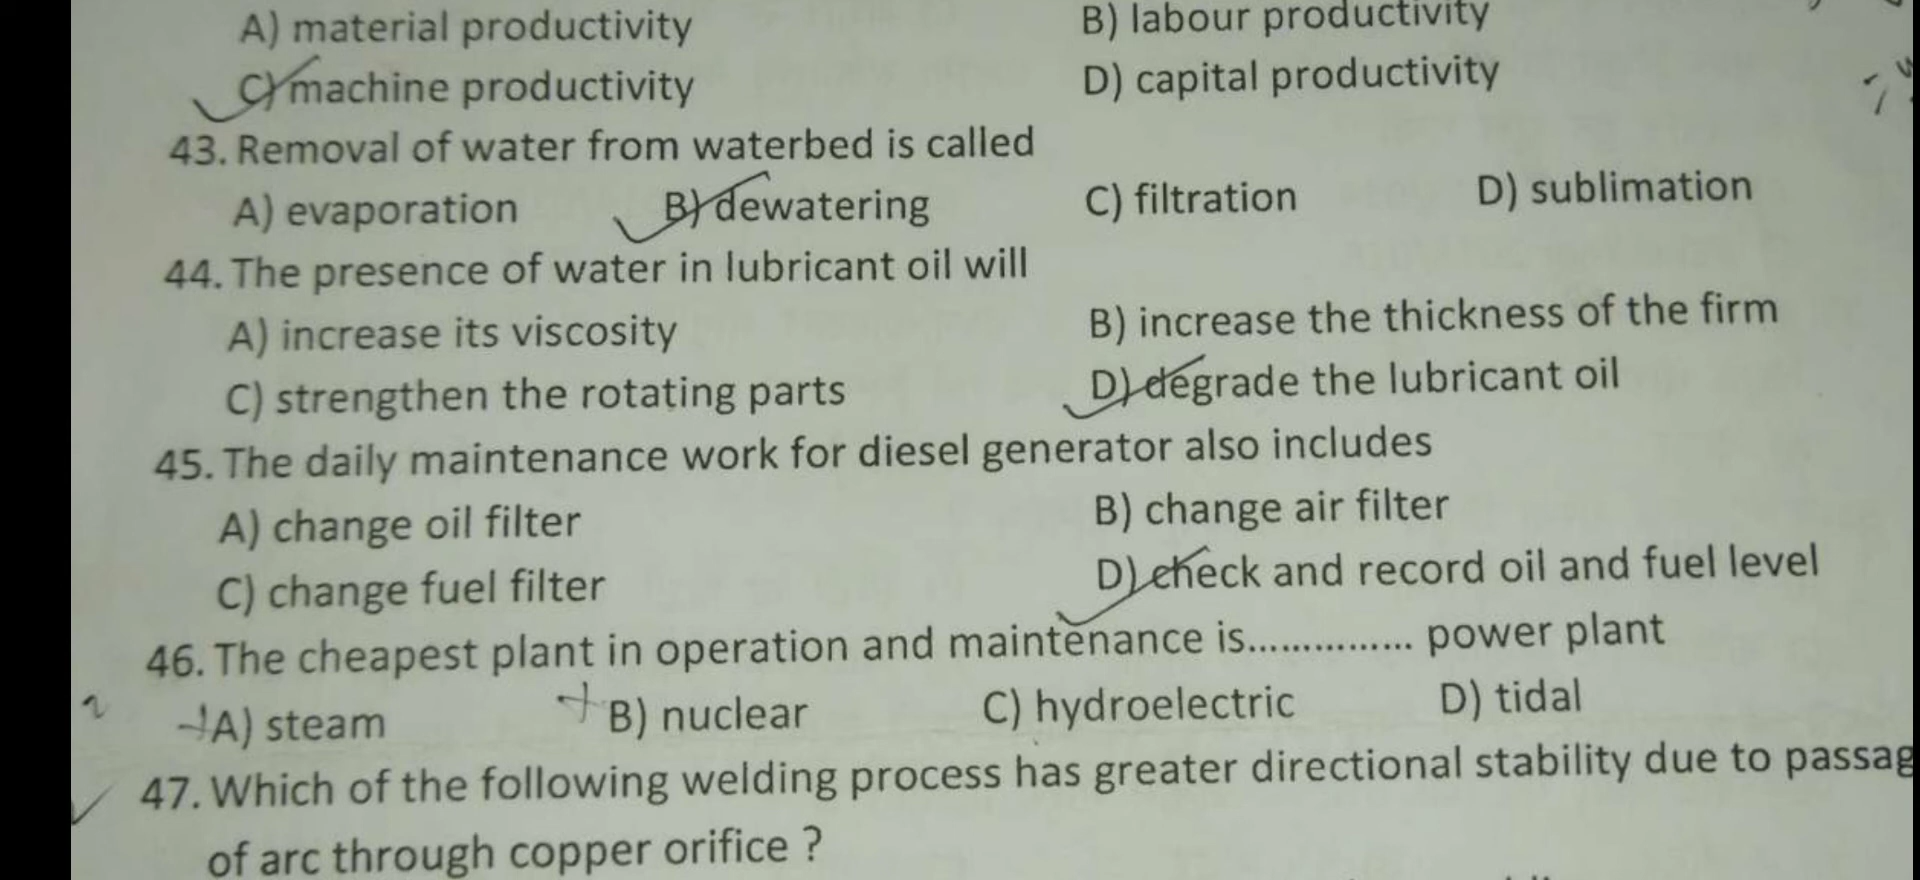 A) material productivity B) labour productivity
C) machine productivity D) capital productivity
43. Removal of water from waterbed is called
A) evaporation B) dewatering C) filtration D) sublimation
44. The presence of water in lubricant oil will
A) increase its viscosity B) increase the thickness of the firm
C) strengthen the rotating parts D) degrade the lubricant oil
45. The daily maintenance work for diesel generator also includes
A) change oil filter B) change air filter
C) change fuel filter D) check and record oil and fuel level
46. The cheapest plant in operation and maintenance is............... power plant
A) steam B) nuclear C) hydroelectric D) tidal
47. Which of the following welding process has greater directional stability due to passag
of arc through copper orifice ?